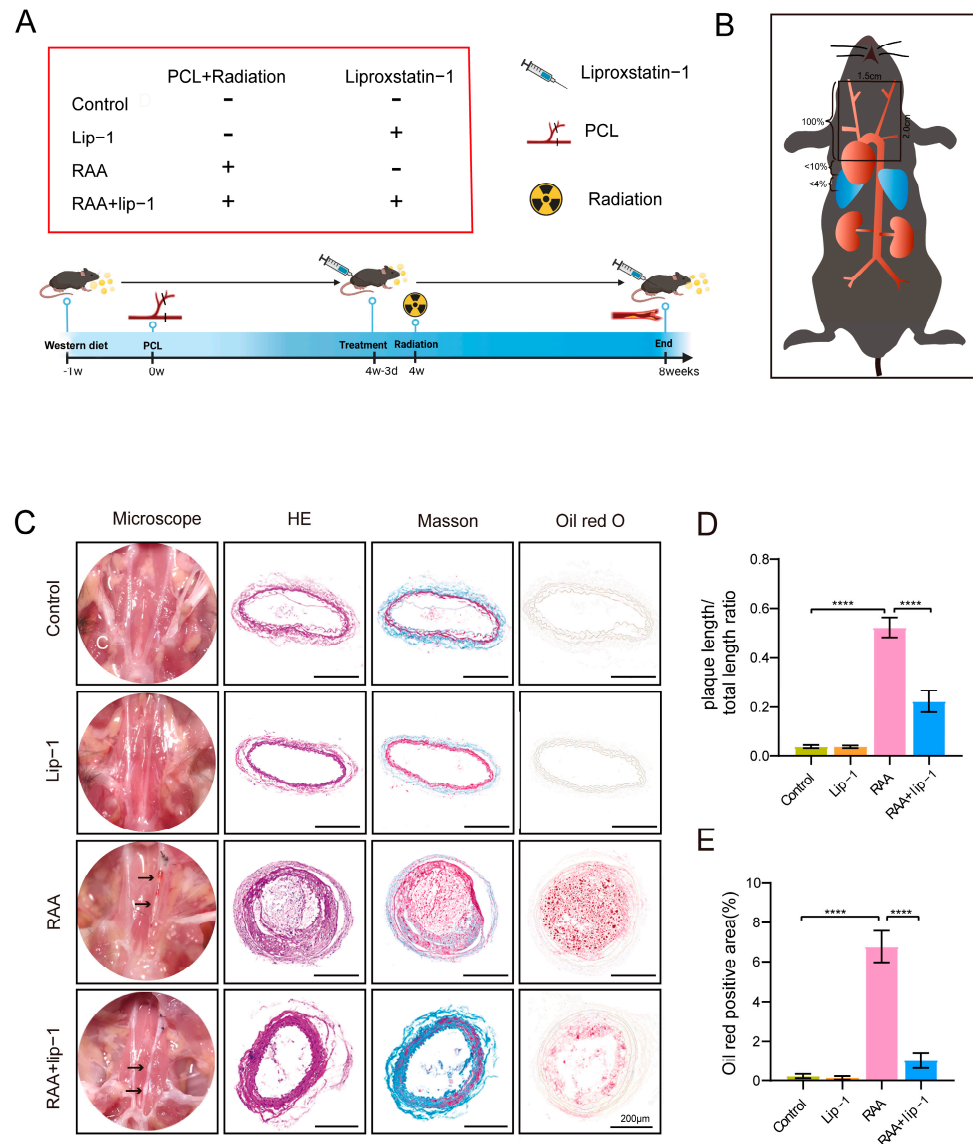 A
PCL+Radiation Liproxstatin−1
Control - -
Lip−1 - +
RAA + -
RAA+lip−1 + +
Liproxstatin−1
PCL
Radiation
Western diet PCL Treatment Radiation End
-1w 0w 4w-3d 4w 8weeks
B
1.5cm
2.0cm
100%
<10%
<4%
C
Microscope HE Masson Oil red O
Control
C
Lip−1
RAA
RAA+lip−1
200μm
D
plaque length/
total length ratio
0.8
0.6
0.4
0.2
0.0
**** ****
Control Lip−1 RAA RAA+lip−1
E
Oil red positive area(%)
10
8
6
4
2
0
**** ****
Control Lip−1 RAA RAA+lip−1